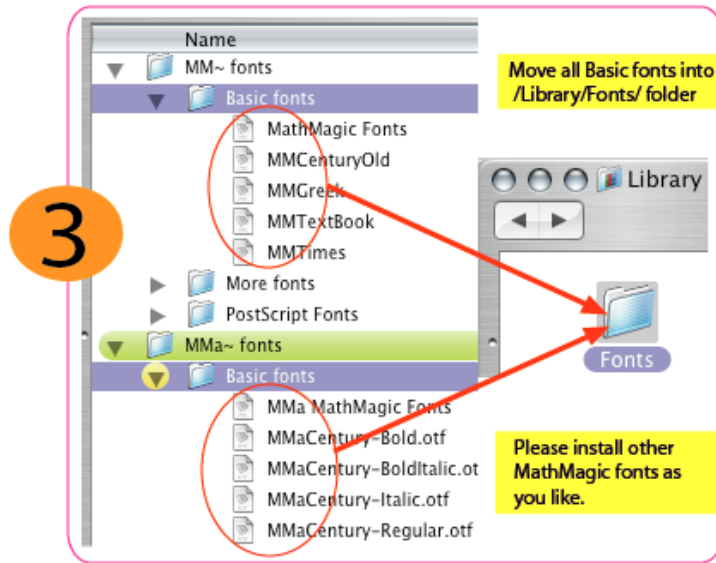 Name
MM~ fonts
Basic fonts
MathMagic Fonts
MMCenturyOld
MMGreek
MMTextBook
MMTimes
More fonts
PostScript Fonts
MMa~ fonts
Basic fonts
MMa MathMagic Fonts
MMaCentury-Bold.otf
MMaCentury-BoldItalic.ot
MMaCentury-Italic.otf
MMaCentury-Regular.otf
3
Move all Basic fonts into
/Library/Fonts/ folder
Library
Fonts
Please install other
MathMagic fonts as
you like.